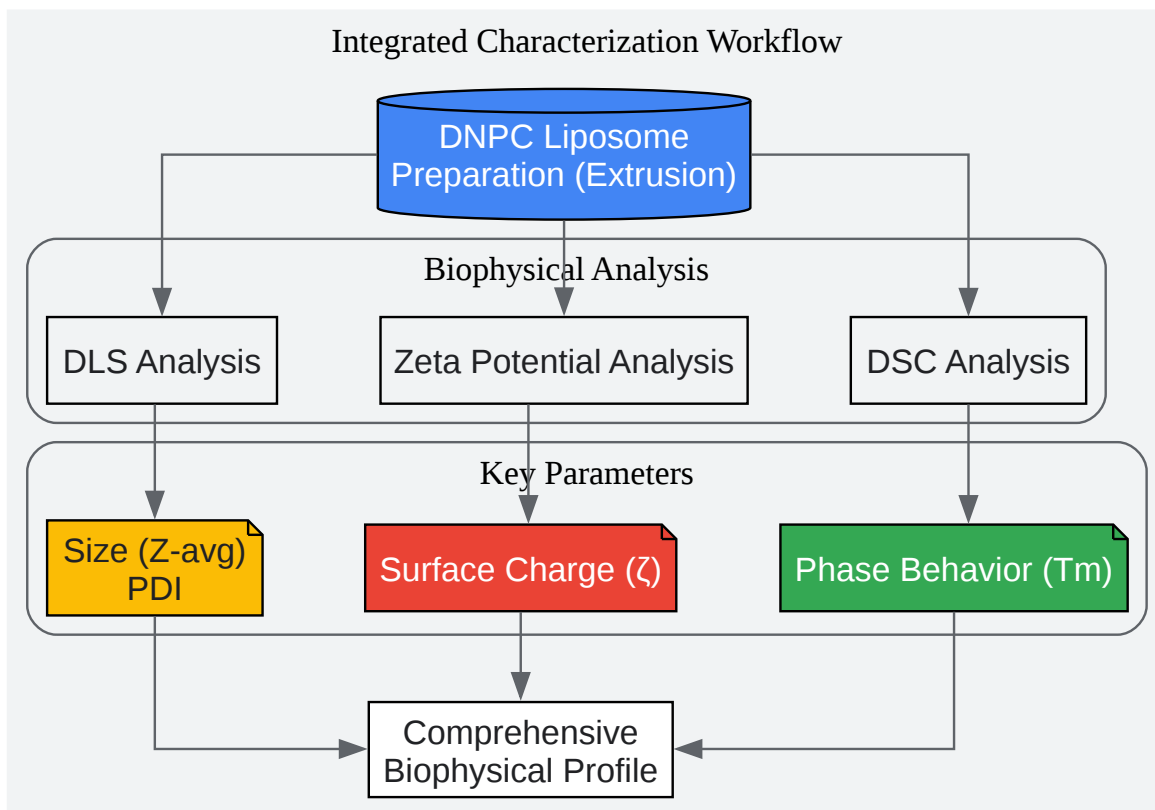 Integrated Characterization Workflow
DNPC Liposome
Preparation (Extrusion)
Biophysical Analysis
DLS Analysis
Zeta Potential Analysis
DSC Analysis
Key Parameters
Size (Z-avg)
PDI
Surface Charge (ζ)
Phase Behavior (Tm)
Comprehensive
Biophysical Profile